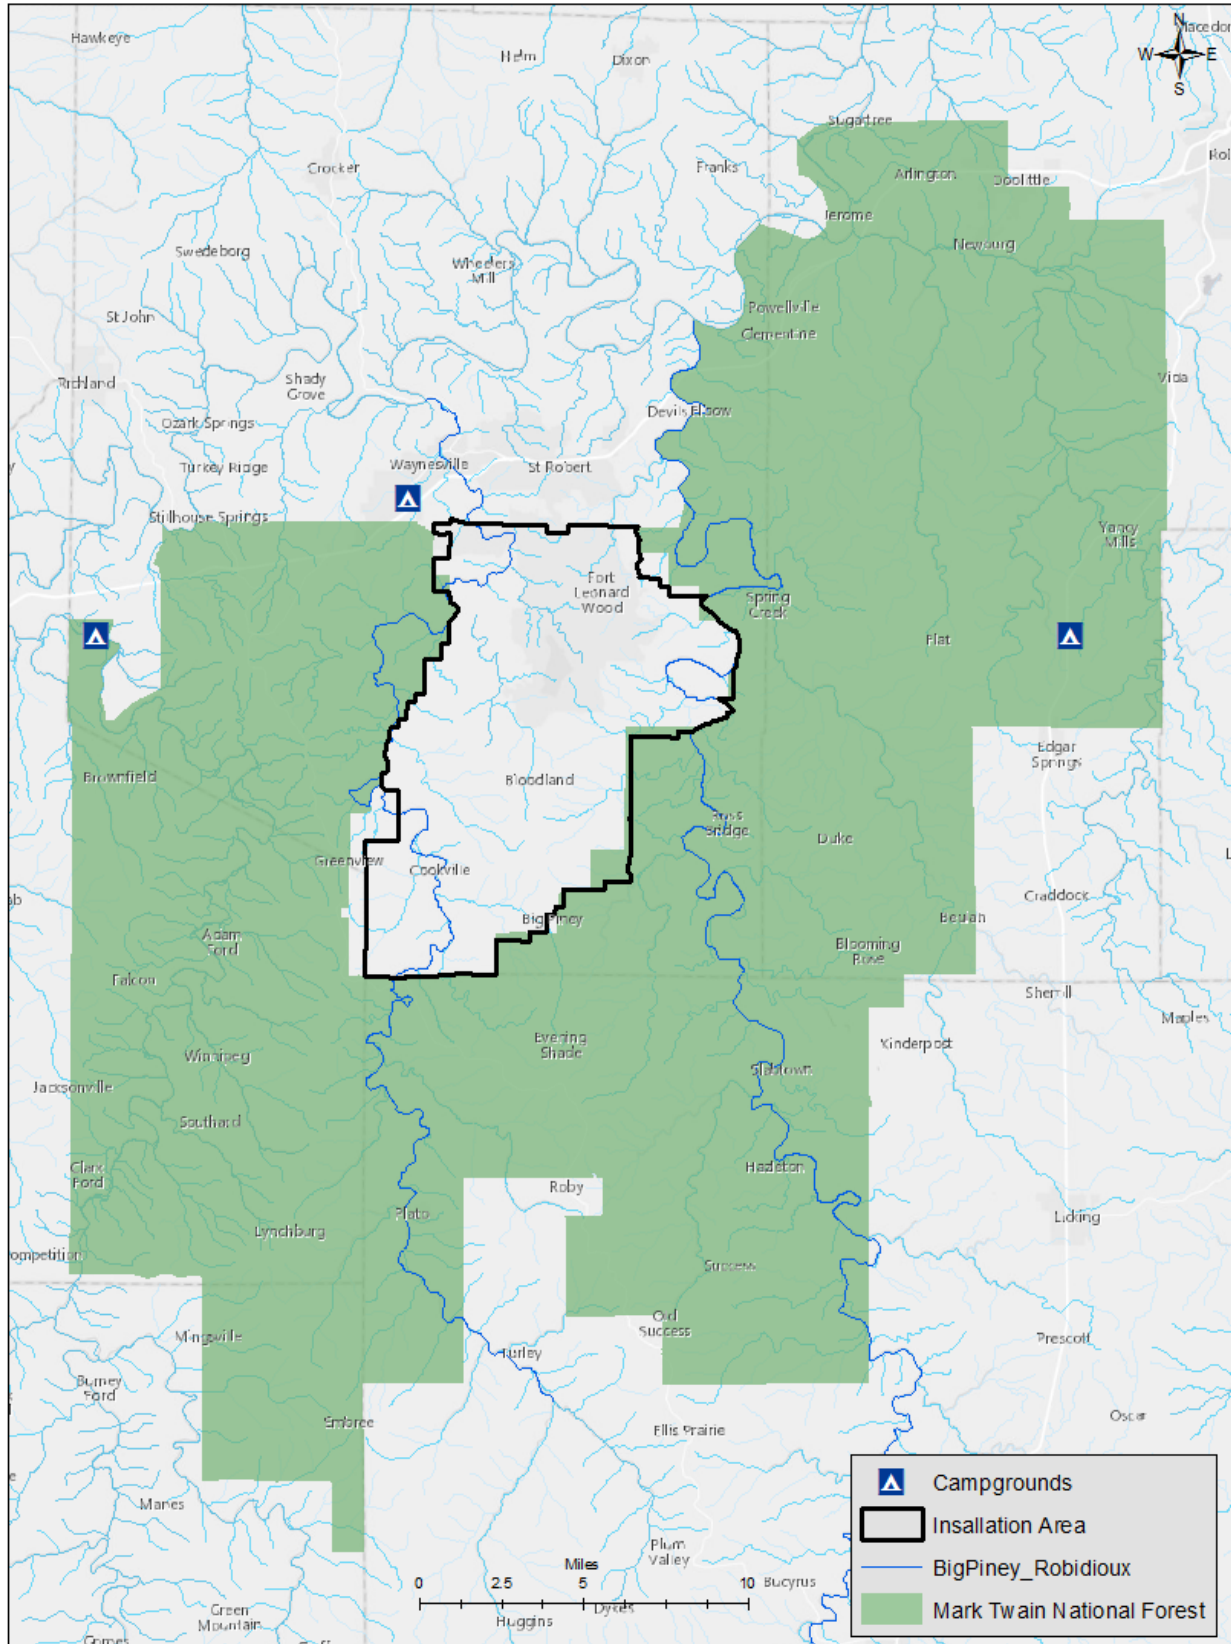 Hawkeye
Helm
Dixon
N
W
E
S
Sugartree
Crocker
Franks
Arlington
Doolittle
Jerome
Swedeborg
Newburg
Wheelers
Mill
St John
Powellville
Clementine
Richland
Shady
Grove
Vida
Ozark Springs
Devils Elbow
Turkey Ridge
Waynesville
St Robert
Stillhouse Springs
Yancy
Mills
Fort
Leonard
Wood
Spring
Creek
Flat
Brownfield
Bloodland
Edgar
Springs
Ross
Bridge
Duke
Greenview
Cookville
Craddock
Big Piney
Beulah
Adam
Ford
Blooming
Rose
Falcon
Sherrill
Maples
Evening
Shade
Kinderpost
Winnipeg
Slabtown
Jacksonville
Southard
Clark
Ford
Hazleton
Roby
Plato
Licking
Lynchburg
ompetition
Success
Old
Success
Mingsville
Prescott
Turley
Burney
Ford
Embree
Oscar
Ellis Prairie
Manes
Plum
Valley
Bucyrus
Green
Mountain
Huggins
Dykes
Miles
0 2.5 5 10
Campgrounds
Insallation Area
BigPiney_Robidioux
Mark Twain National Forest